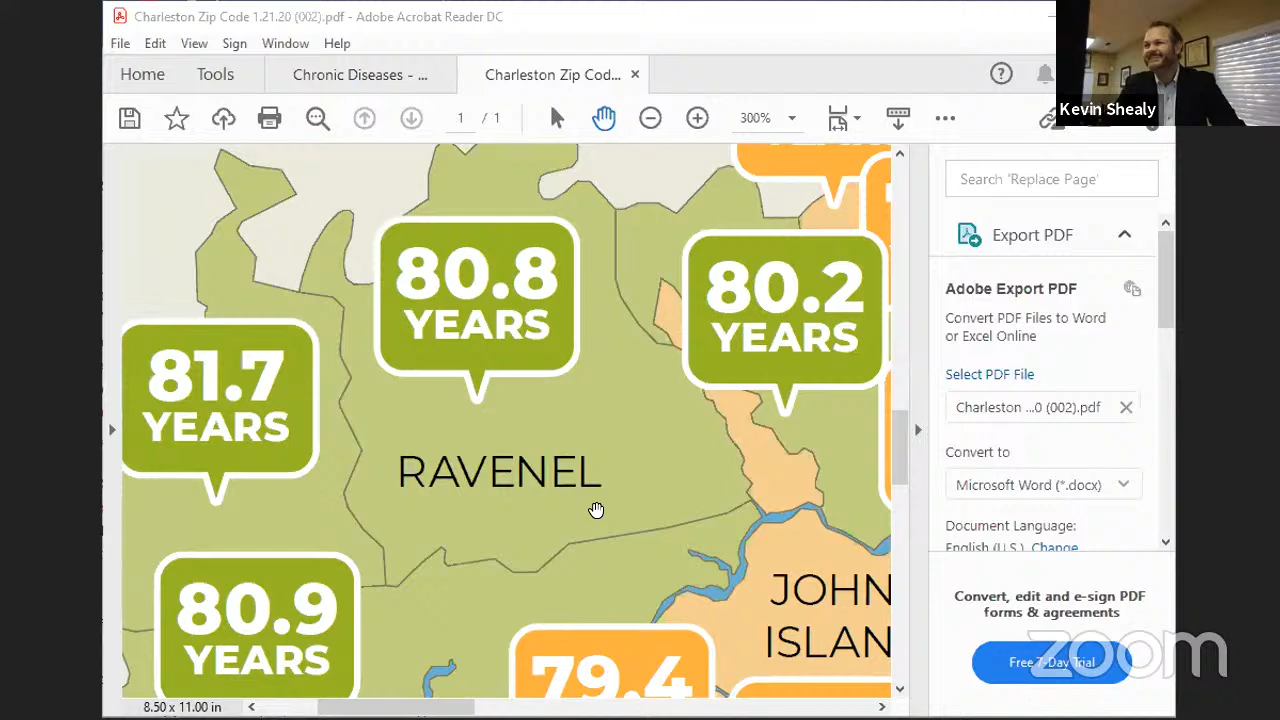 Charleston Zip Code 1.21.20 (002).pdf - Adobe Acrobat Reader DC
File Edit View Sign Window Help
Home Tools Chronic Diseases - ... Charleston Zip Cod... ×
1 / 1 300%
Kevin Shealy
80.8
YEARS
80.2
YEARS
81.7
YEARS
RAVENEL
80.9
YEARS
JOHN
ISLAN
79.4
8.50 x 11.00 in
Search 'Replace Page'
Export PDF
Adobe Export PDF
Convert PDF Files to Word
or Excel Online
Select PDF File
Charleston ...0 (002).pdf
Convert to
Microsoft Word (*.docx)
Document Language:
English (U.S.) Change
Convert, edit and e-sign PDF
forms & agreements
Free 7-Day Trial
zoom